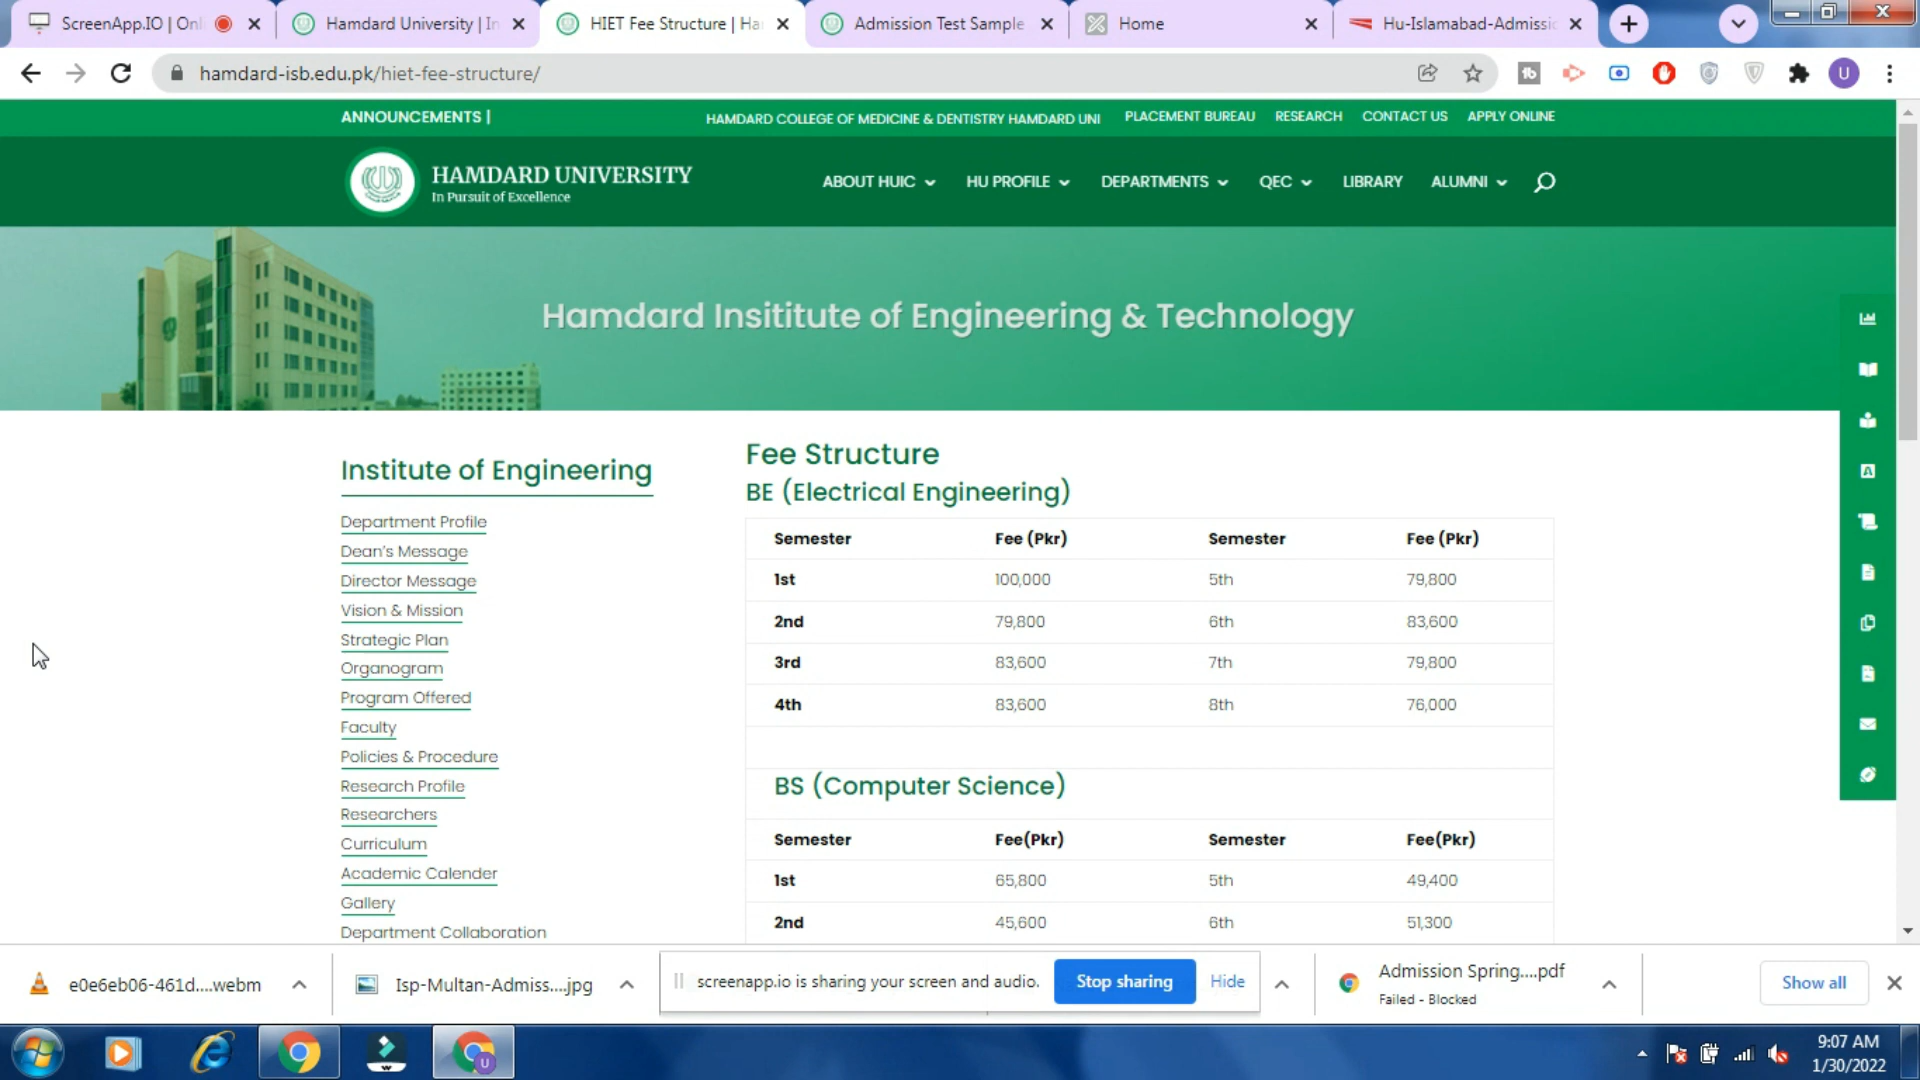 ScreenApp.IO | Onl
Hamdard University | In
HIET Fee Structure | Ha
Admission Test Sample
Home
Hu-Islamabad-Admissio
hamdard-isb.edu.pk/hiet-fee-structure/
U
ANNOUNCEMENTS |
HAMDARD COLLEGE OF MEDICINE & DENTISTRY HAMDARD UNI
PLACEMENT BUREAU
RESEARCH
CONTACT US
APPLY ONLINE
HAMDARD UNIVERSITY
In Pursuit of Excellence
ABOUT HUIC
HU PROFILE
DEPARTMENTS
QEC
LIBRARY
ALUMNI
Hamdard Insititute of Engineering & Technology
Institute of Engineering
Department Profile
Dean's Message
Director Message
Vision & Mission
Strategic Plan
Organogram
Program Offered
Faculty
Policies & Procedure
Research Profile
Researchers
Curriculum
Academic Calender
Gallery
Department Collaboration
Fee Structure
BE (Electrical Engineering)
Semester Fee (Pkr) Semester Fee (Pkr)
1st 100,000 5th 79,800
2nd 79,800 6th 83,600
3rd 83,600 7th 79,800
4th 83,600 8th 76,000
BS (Computer Science)
Semester Fee(Pkr) Semester Fee(Pkr)
1st 65,800 5th 49,400
2nd 45,600 6th 51,300
e0e6eb06-461d....webm
Isp-Multan-Admiss....jpg
screenapp.io is sharing your screen and audio.
Stop sharing
Hide
Admission Spring....pdf
Failed - Blocked
Show all
9:07 AM
1/30/2022